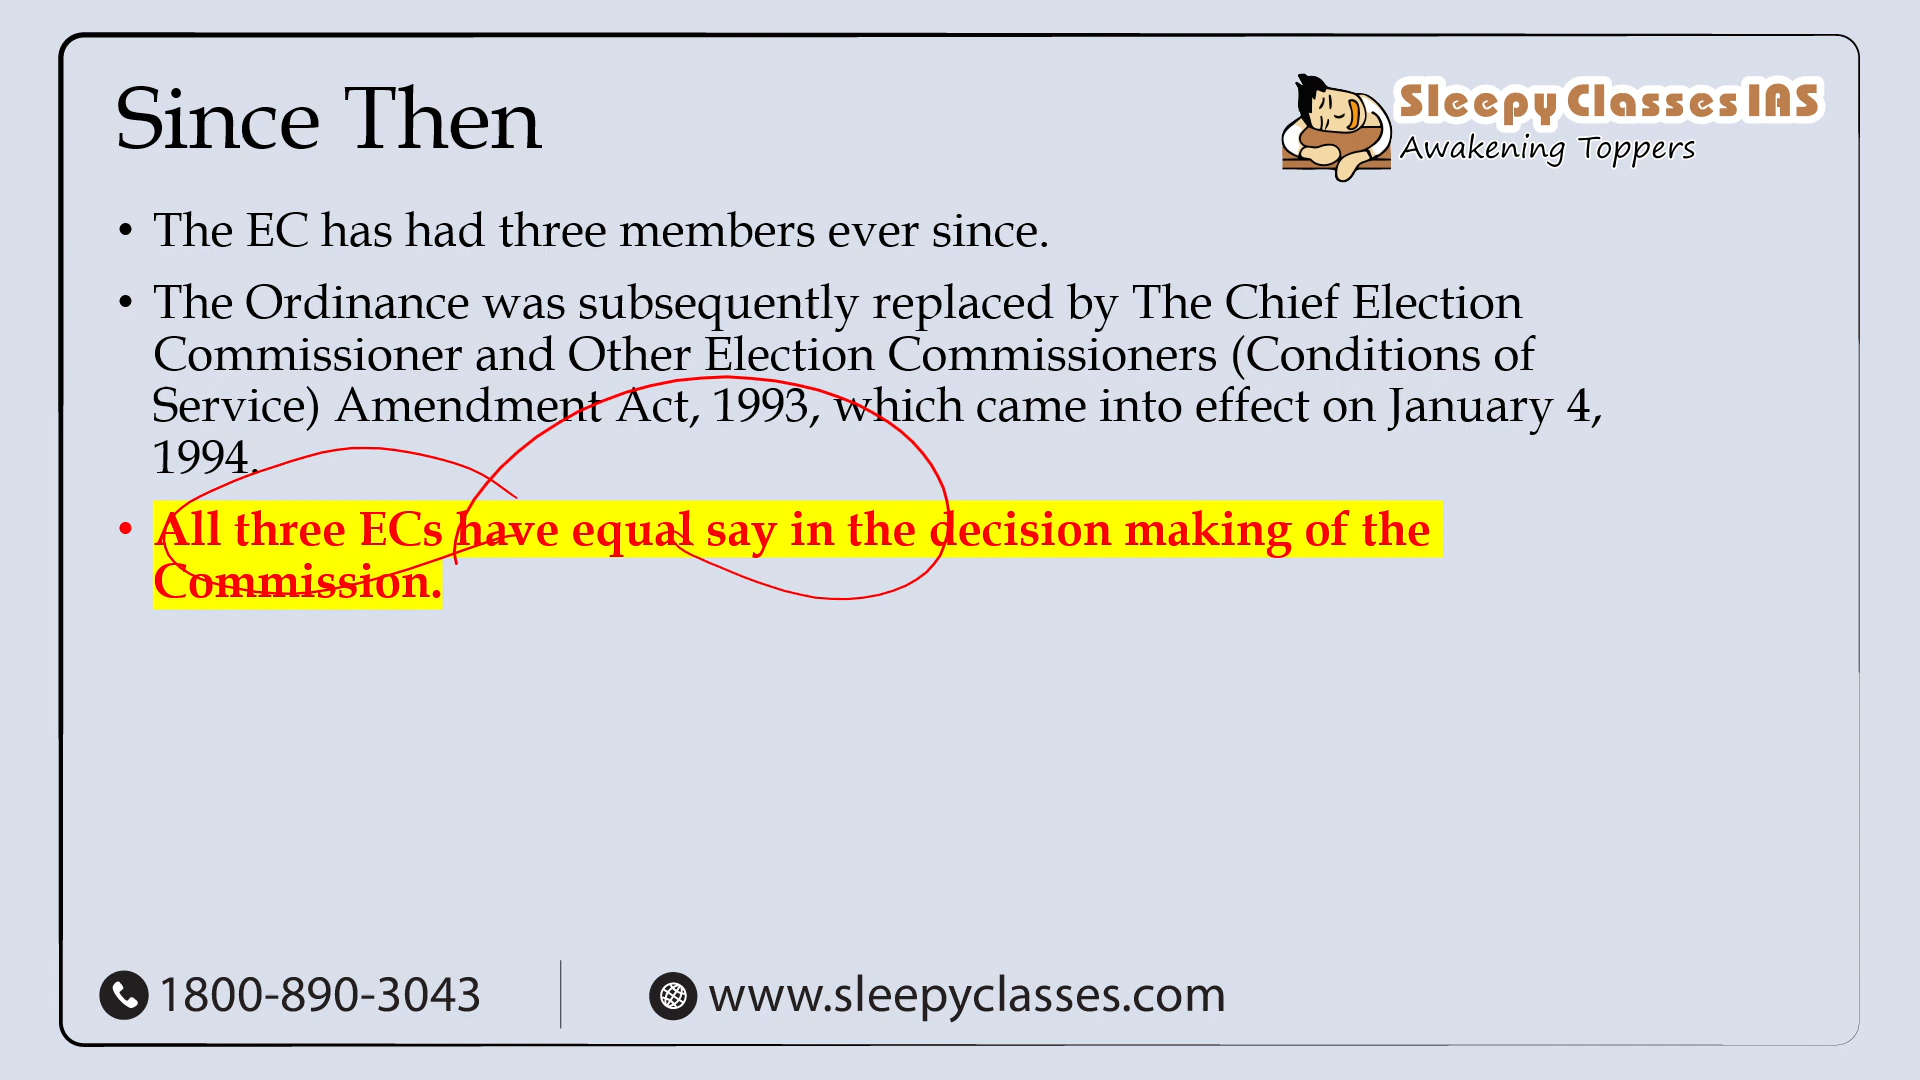 Since Then
Sleepy Classes IAS
Awakening Toppers
• The EC has had three members ever since.
• The Ordinance was subsequently replaced by The Chief Election
Commissioner and Other Election Commissioners (Conditions of
Service) Amendment Act, 1993, which came into effect on January 4,
1994.
• All three ECs have equal say in the decision making of the
Commission.
1800-890-3043
www.sleepyclasses.com